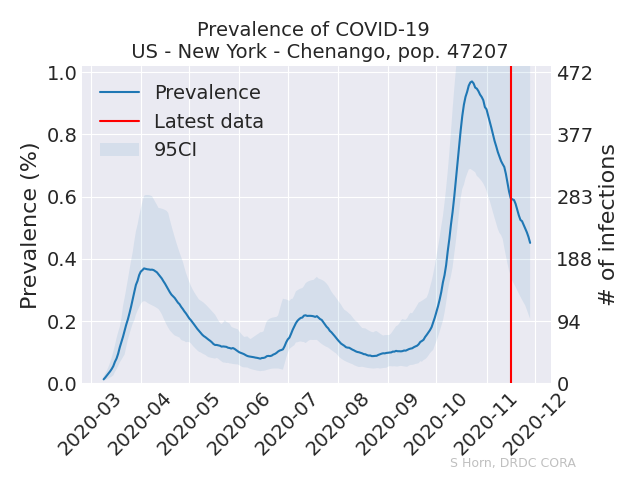 Prevalence of COVID-19
US - New York - Chenango, pop. 47207
Prevalence
Latest data
95CI
Prevalence (%)
1.0
0.8
0.6
0.4
0.2
0.0
472
377
283
188
94
0
# of infections
2020-03
2020-04
2020-05
2020-06
2020-07
2020-08
2020-09
2020-10
2020-11
2020-12
S Horn, DRDC CORA